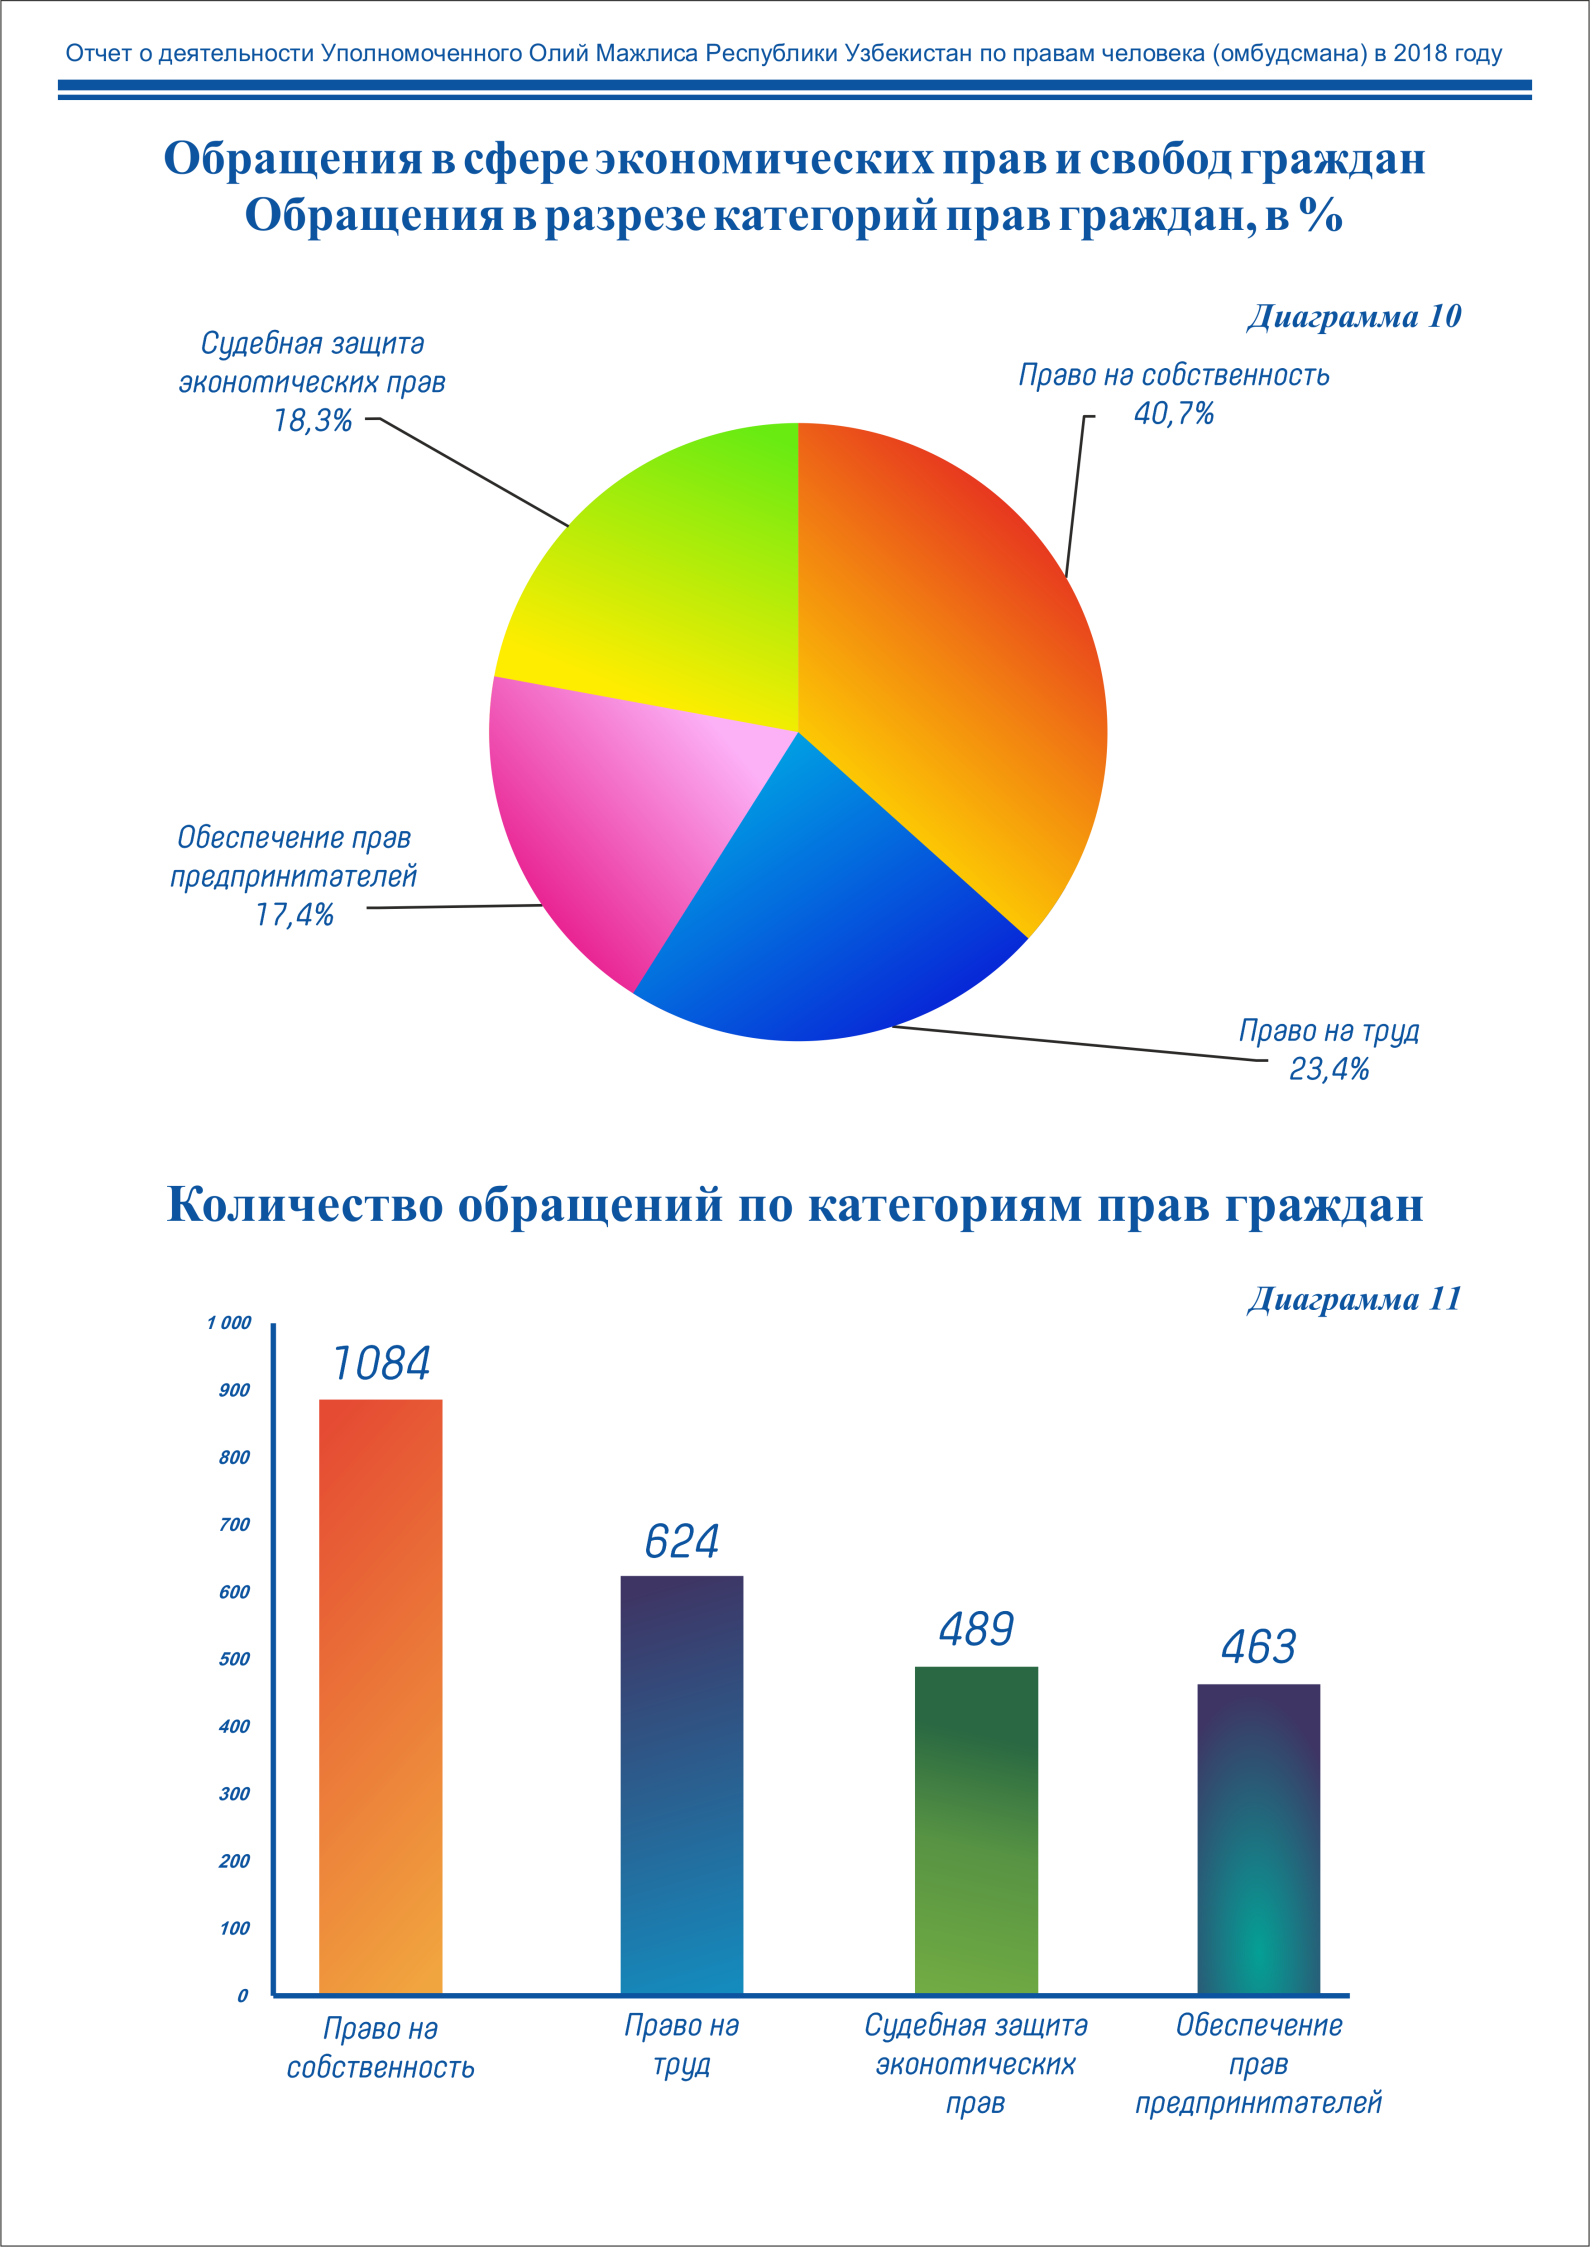 Отчет о деятельности Уполномоченного Олий Мажлиса Республики Узбекистан по правам человека (омбудсмана) в 2018 году
Обращения в сфере экономических прав и свобод граждан
Обращения в разрезе категорий прав граждан, в %
Диаграмма 10
Судебная защита
экономических прав
18,3%
Право на собственность
40,7%
Обеспечение прав
предпринимателей
17,4%
Право на труд
23,4%
Количество обращений по категориям прав граждан
Диаграмма 11
1 000
900
800
700
600
500
400
300
200
100
0
1084
624
489
463
Право на
собственность
Право на
труд
Судебная защита
экономических
прав
Обеспечение
прав
предпринимателей